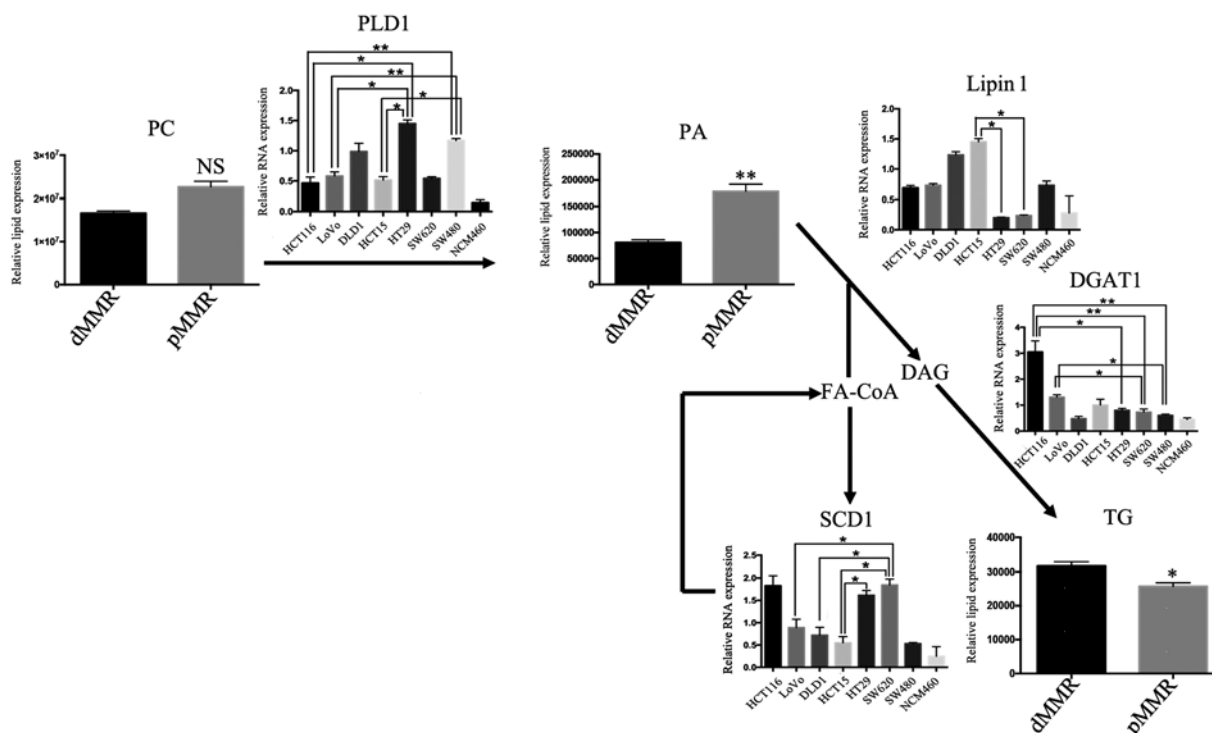 PLD1
**
*
**
*
*
*
Relative RNA expression
2.0
1.5
1.0
0.5
0.0
HCT116
LoVo
DLD1
HCT15
HT29
SW620
SW480
NCM460
PC
NS
Relative lipid expression
3×10⁷
2×10⁷
1×10⁷
0
dMMR
pMMR
PA
**
Relative lipid expression
250000
200000
150000
100000
50000
0
dMMR
pMMR
Lipin 1
*
*
Relative RNA expression
2.0
1.5
1.0
0.5
0.0
HCT116
LoVo
DLD1
HCT15
HT29
SW620
SW480
NCM460
DGAT1
**
**
*
*
*
Relative RNA expression
4
3
2
1
0
HCT116
LoVo
DLD1
HCT15
HT29
SW620
SW480
NCM460
DAG
FA-CoA
SCD1
*
*
*
*
Relative RNA expression
2.5
2.0
1.5
1.0
0.5
0.0
HCT116
LoVo
DLD1
HCT15
HT29
SW620
SW480
NCM460
TG
*
Relative lipid expression
40000
30000
20000
10000
0
dMMR
pMMR